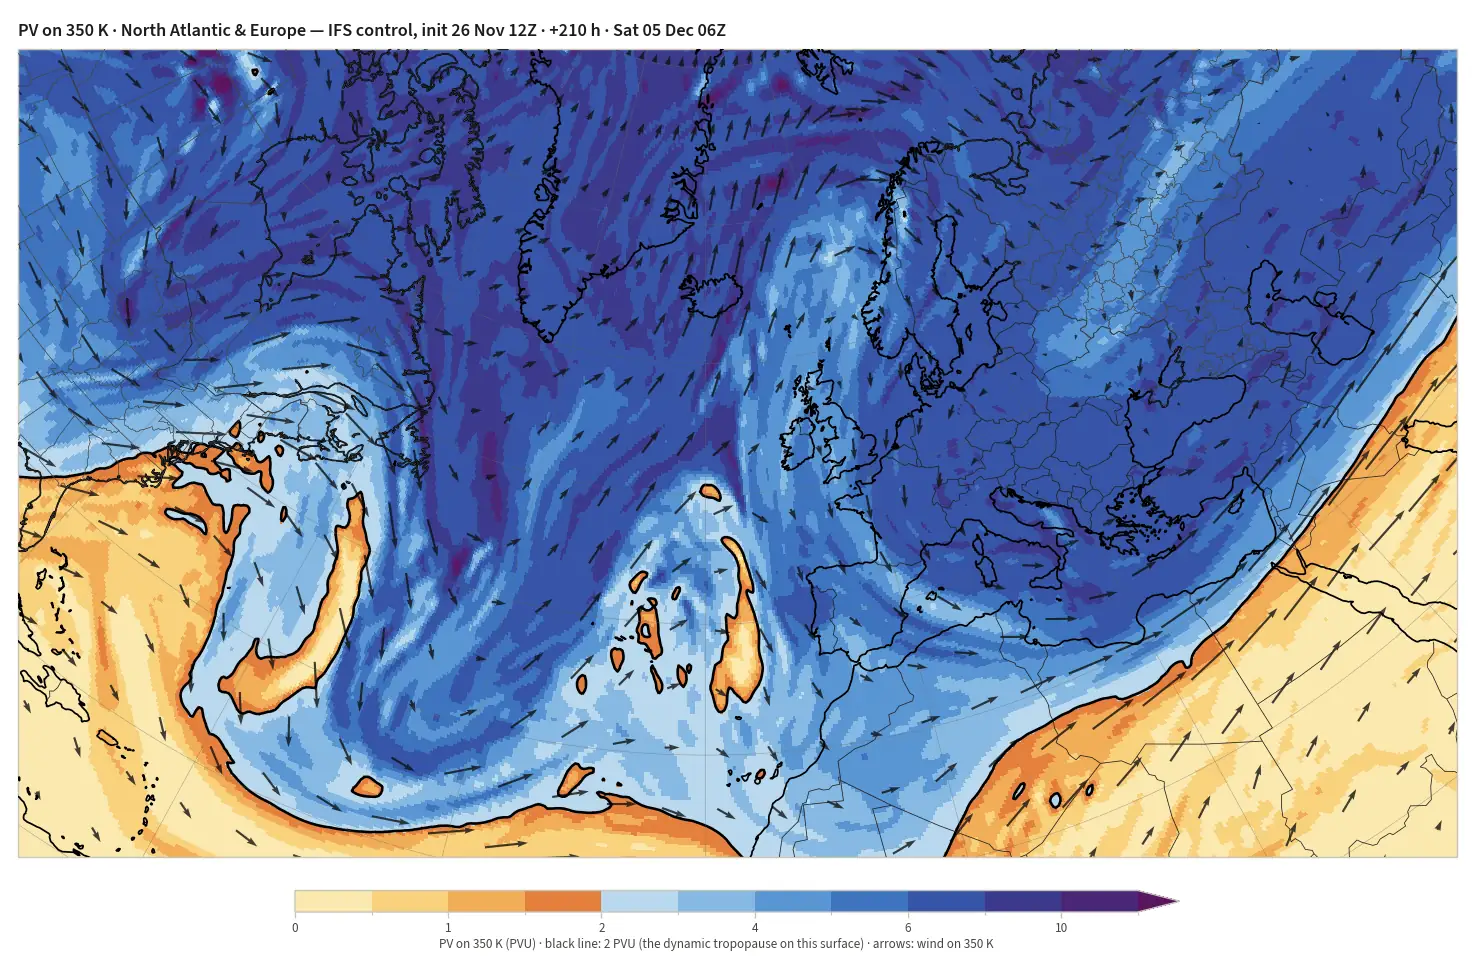 PV on 350 K · North Atlantic & Europe — IFS control, init 26 Nov 12Z · +210 h · Sat 05 Dec 06Z
0 1 2 4 6 10
PV on 350 K (PVU) · black line: 2 PVU (the dynamic tropopause on this surface) · arrows: wind on 350 K